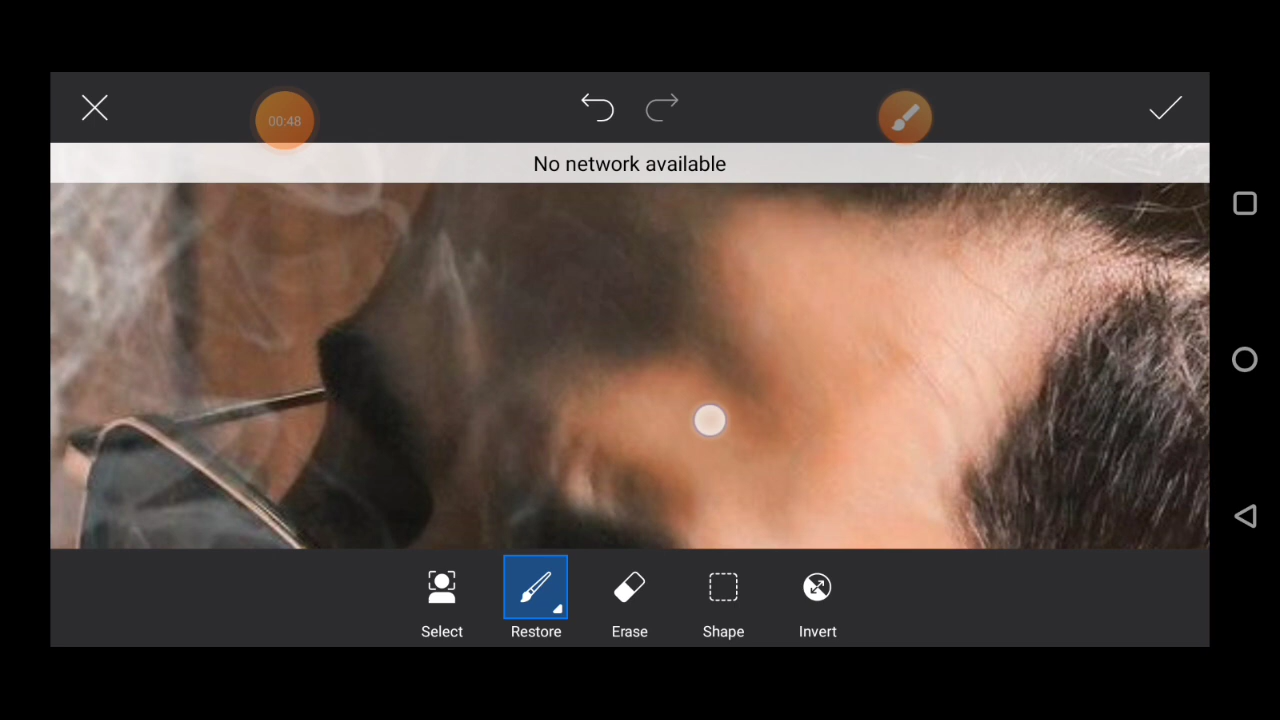 00:48
No network available
Select
Restore
Erase
Shape
Invert